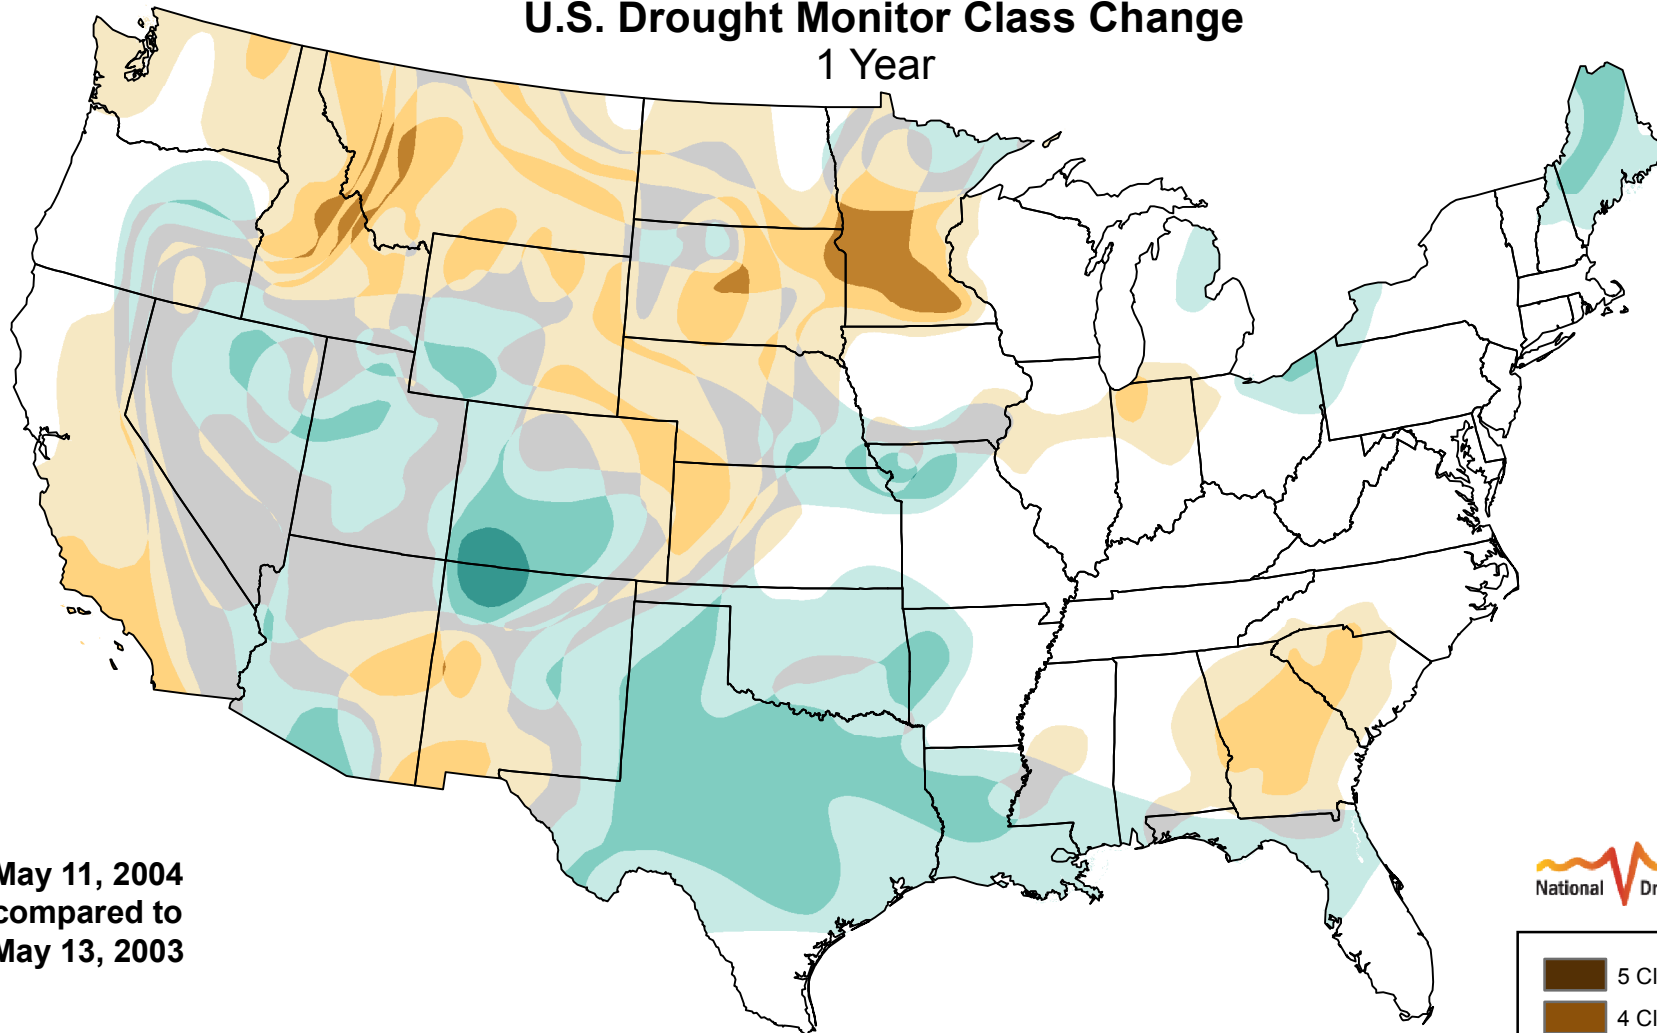 U.S. Drought Monitor Class Change
1 Year
May 11, 2004
compared to
May 13, 2003
National Dr
5 Cl
4 Cl